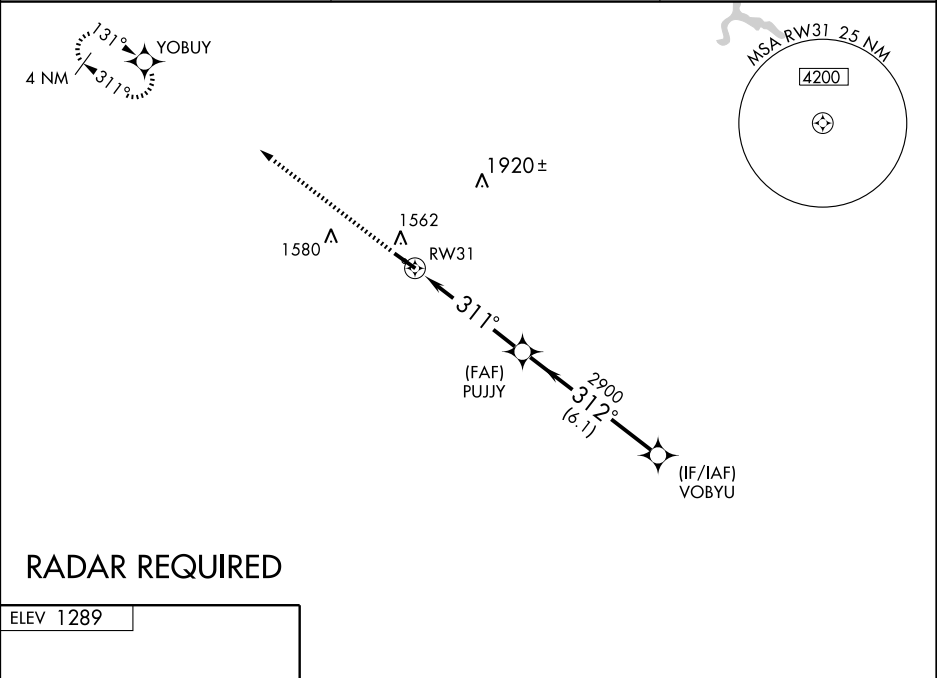 131°
YOBUY
4 NM
311°
MSA RW31 25 NM
4200
1920±
1562
1580
RW31
311°
(FAF)
PUJJY
2900
312°
(6.1)
(IF/IAF)
VOBYU
RADAR REQUIRED
ELEV 1289